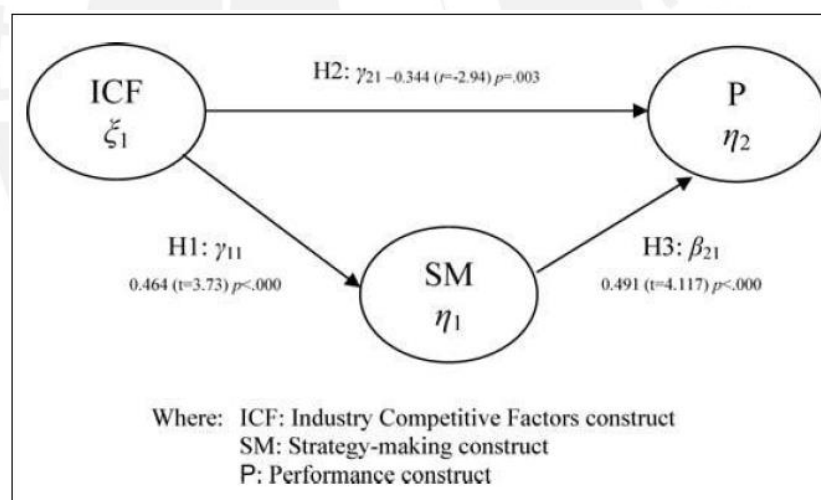 H2: γ21 –0.344 (t=-2.94) p=.003
ICF
ξ1
P
η2
H1: γ11
0.464 (t=3.73) p<.000
SM
η1
H3: β21
0.491 (t=4.117) p<.000
Where: ICF: Industry Competitive Factors construct
SM: Strategy-making construct
P: Performance construct